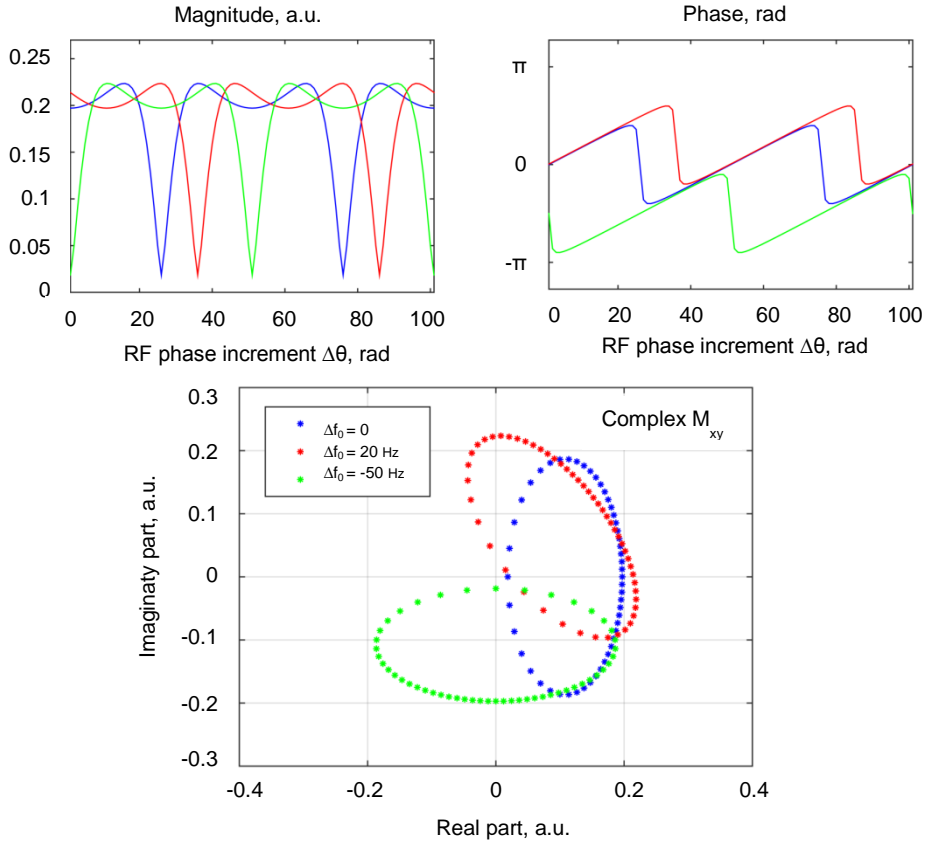 Magnitude, a.u.
0.25
0.2
0.15
0.1
0.05
0
0 20 40 60 80 100
RF phase increment Δθ, rad
Phase, rad
π
0
-π
0 20 40 60 80 100
RF phase increment Δθ, rad
Complex Mxy
Δf0 = 0
Δf0 = 20 Hz
Δf0 = -50 Hz
0.3
0.2
0.1
0
-0.1
-0.2
-0.3
Imaginaty part, a.u.
-0.4 -0.2 0 0.2 0.4
Real part, a.u.